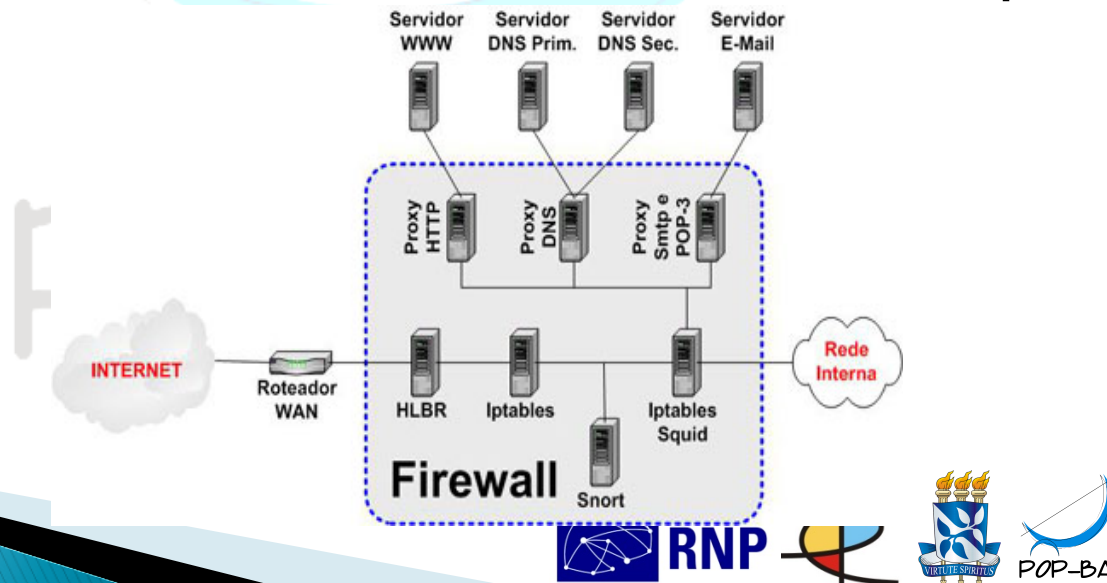 Servidor
WWW
Servidor
DNS Prim.
Servidor
DNS Sec.
Servidor
E-Mail
Proxy
HTTP
Proxy
DNS
Proxy
Smtp e
POP-3
INTERNET
Roteador
WAN
HLBR
Iptables
Iptables
Squid
Rede
Interna
Firewall
Snort
RNP
VIRTUTE SPIRITUS
POP-BA